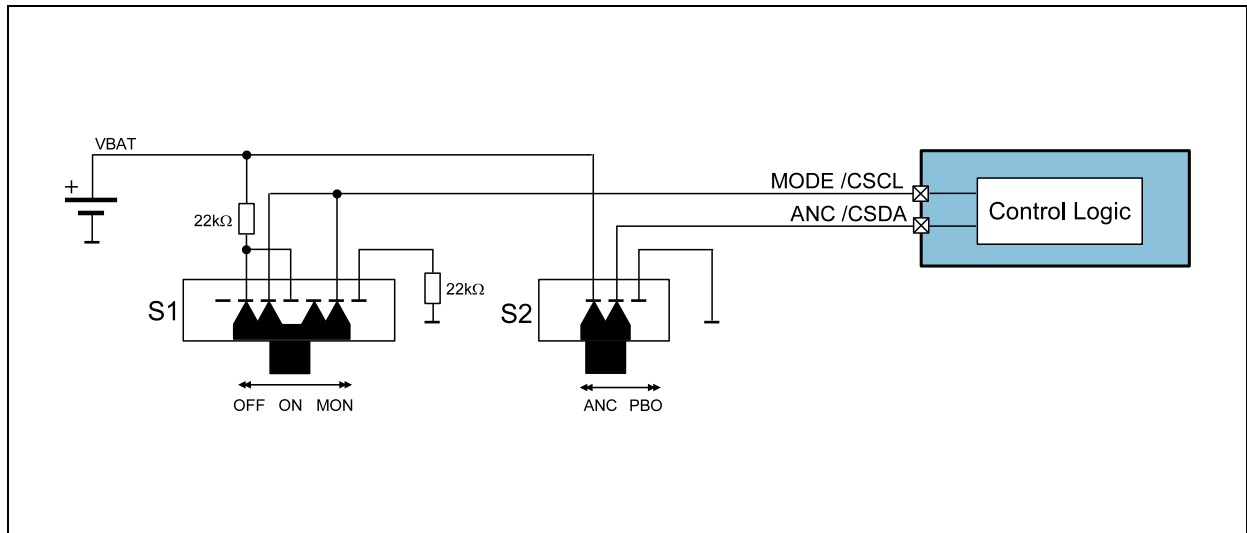 VBAT
+
MODE /CSCL
ANC /CSDA
Control Logic
22kΩ
22kΩ
S1
S2
OFF ON MON
ANC PBO